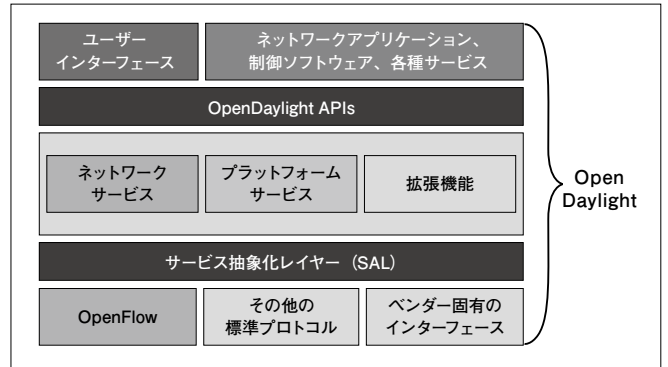 ユーザー
インターフェース
ネットワークアプリケーション、
制御ソフトウェア、各種サービス
OpenDaylight APIs
ネットワーク
サービス
プラットフォーム
サービス
拡張機能
サービス抽象化レイヤー（SAL）
OpenFlow
その他の
標準プロトコル
ベンダー固有の
インターフェース
Open
Daylight